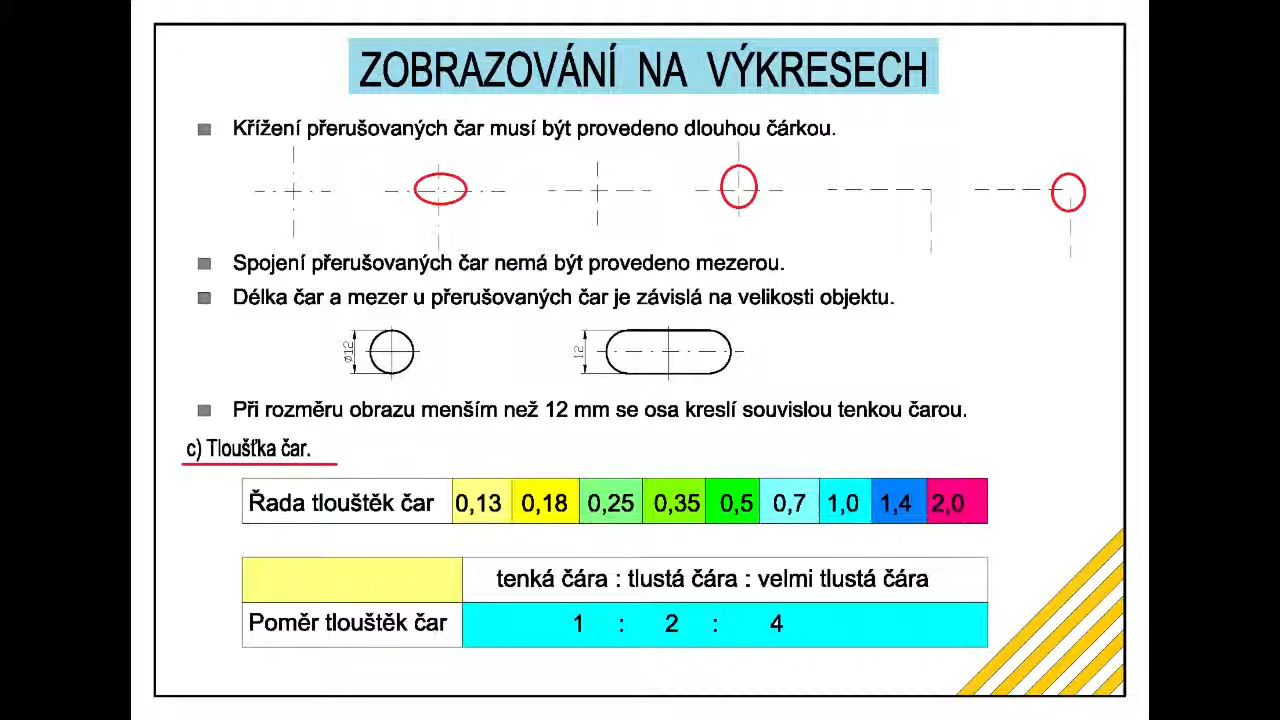 ZOBRAZOVÁNÍ NA VÝKRESECH
Křížení přerušovaných čar musí být provedeno dlouhou čárkou.
Spojení přerušovaných čar nemá být provedeno mezerou.
Délka čar a mezer u přerušovaných čar je závislá na velikosti objektu.
ø12
12
Při rozměru obrazu menším než 12 mm se osa kreslí souvislou tenkou čarou.
c) Tloušťka čar.
Řada tlouštěk čar 0,13 0,18 0,25 0,35 0,5 0,7 1,0 1,4 2,0
tenká čára : tlustá čára : velmi tlustá čára
Poměr tlouštěk čar 1 : 2 : 4